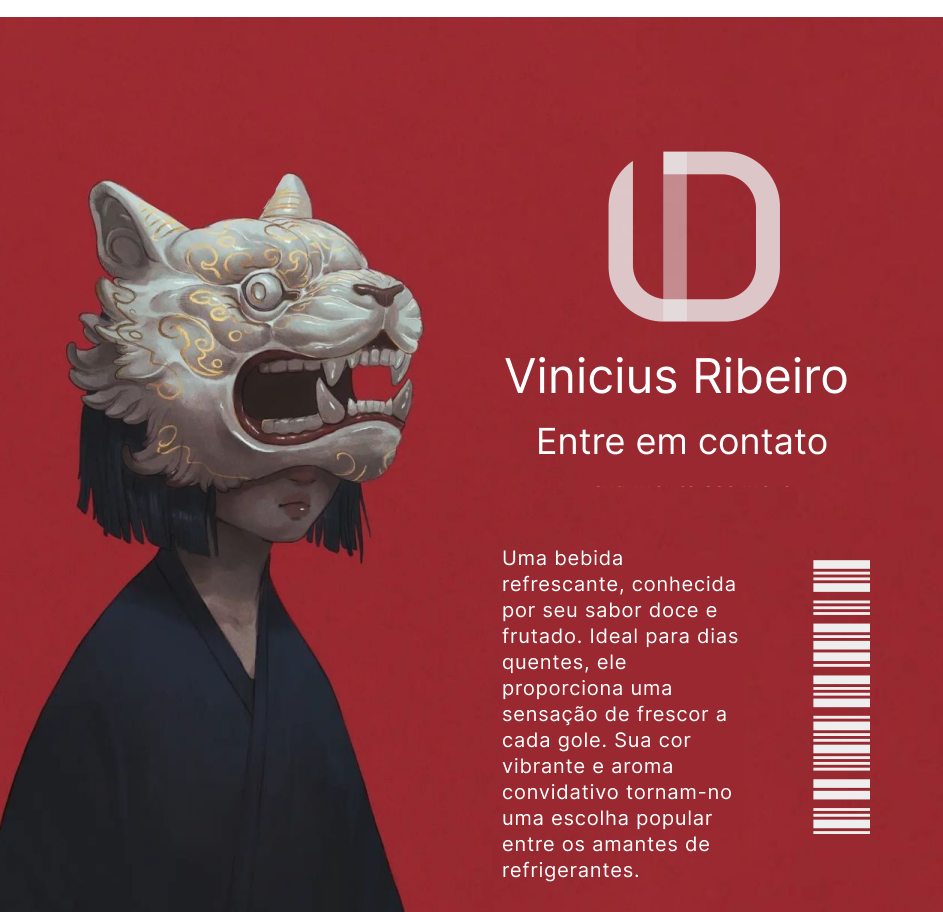 Vinicius Ribeiro
Entre em contato
Uma bebida
refrescante, conhecida
por seu sabor doce e
frutado. Ideal para dias
quentes, ele
proporciona uma
sensação de frescor a
cada gole. Sua cor
vibrante e aroma
convidativo tornam-no
uma escolha popular
entre os amantes de
refrigerantes.